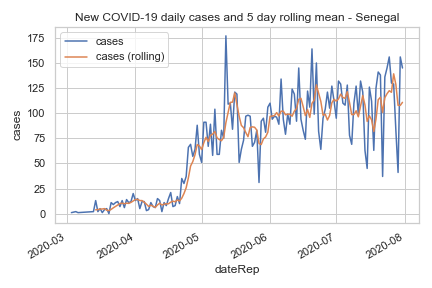 New COVID-19 daily cases and 5 day rolling mean - Senegal
cases
cases (rolling)
175
150
125
100
75
50
25
0
cases
2020-03
2020-04
2020-05
2020-06
2020-07
2020-08
dateRep